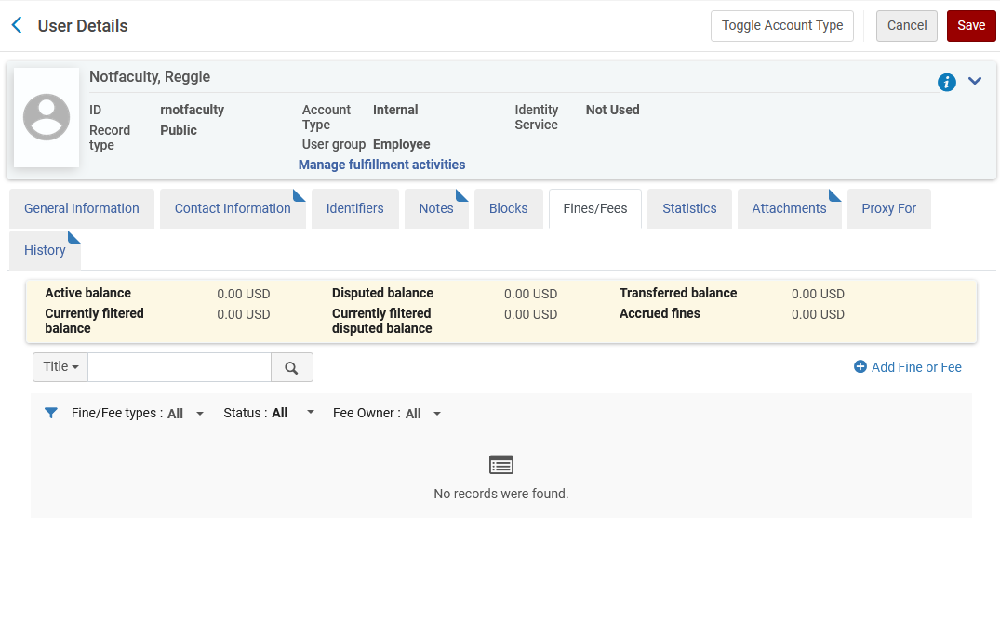 User Details
Toggle Account Type
Cancel
Save
Notfaculty, Reggie
ID rnotfaculty
Record type Public
Account Type Internal
User group Employee
Manage fulfillment activities
Identity Service Not Used
General Information
Contact Information
Identifiers
Notes
Blocks
Fines/Fees
Statistics
Attachments
Proxy For
History
Active balance 0.00 USD
Disputed balance 0.00 USD
Transferred balance 0.00 USD
Currently filtered balance 0.00 USD
Currently filtered disputed balance 0.00 USD
Accrued fines 0.00 USD
Title
Add Fine or Fee
Fine/Fee types : All
Status : All
Fee Owner : All
No records were found.